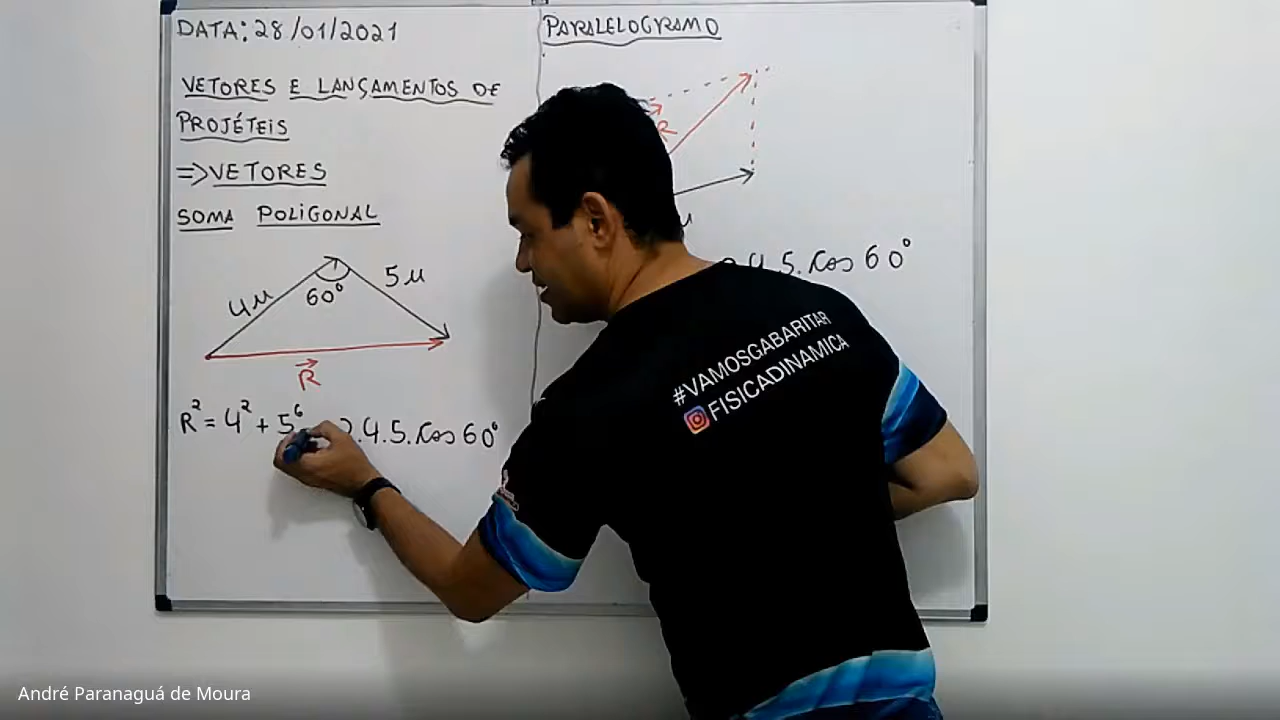 DATA: 28/01/2021
VETORES E LANÇAMENTOS DE
PROJÉTEIS
=>VETORES
SOMA POLIGONAL
4u
60°
5u
R
R² = 4² + 5⁶ 2.4.5.cos 60°
PARALELOGRAMO
R
u
2.4.5.cos 60°
#VAMOSGABARITAR
FISICADINAMICA
André Paranaguá de Moura